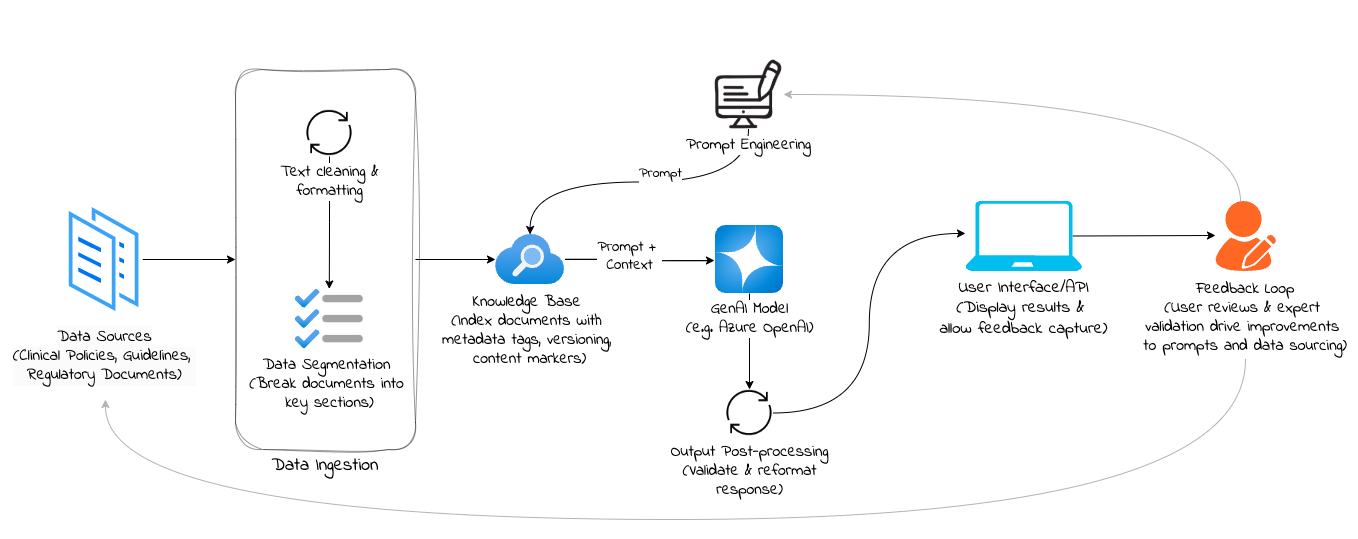 Data Sources
(Clinical Policies, Guidelines,
Regulatory Documents)
Text cleaning &
formatting
Data Segmentation
(Break documents into
key sections)
Data Ingestion
Prompt Engineering
Prompt
Knowledge Base
(Index documents with
metadata tags, versioning,
content markers)
Prompt +
Context
GenAI Model
(e.g. Azure OpenAI)
Output Post-processing
(Validate & reformat
response)
User Interface/API
(Display results &
allow feedback capture)
Feedback Loop
(User reviews & expert
validation drive improvements
to prompts and data sourcing)